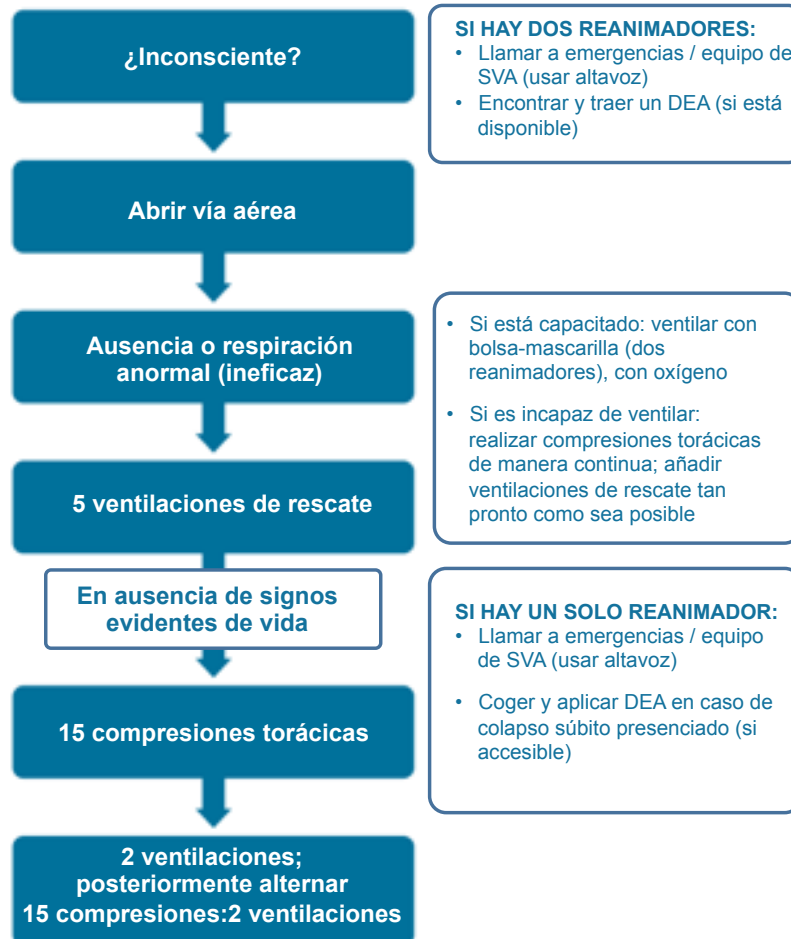 ¿Inconsciente?
SI HAY DOS REANIMADORES:
• Llamar a emergencias / equipo de
SVA (usar altavoz)
• Encontrar y traer un DEA (si está
disponible)
Abrir vía aérea
Ausencia o respiración
anormal (ineficaz)
• Si está capacitado: ventilar con
bolsa-mascarilla (dos
reanimadores), con oxígeno
• Si es incapaz de ventilar:
realizar compresiones torácicas
de manera continua; añadir
ventilaciones de rescate tan
pronto como sea posible
5 ventilaciones de rescate
En ausencia de signos
evidentes de vida
SI HAY UN SOLO REANIMADOR:
• Llamar a emergencias / equipo
de SVA (usar altavoz)
• Coger y aplicar DEA en caso de
colapso súbito presenciado (si
accesible)
15 compresiones torácicas
2 ventilaciones;
posteriormente alternar
15 compresiones:2 ventilaciones